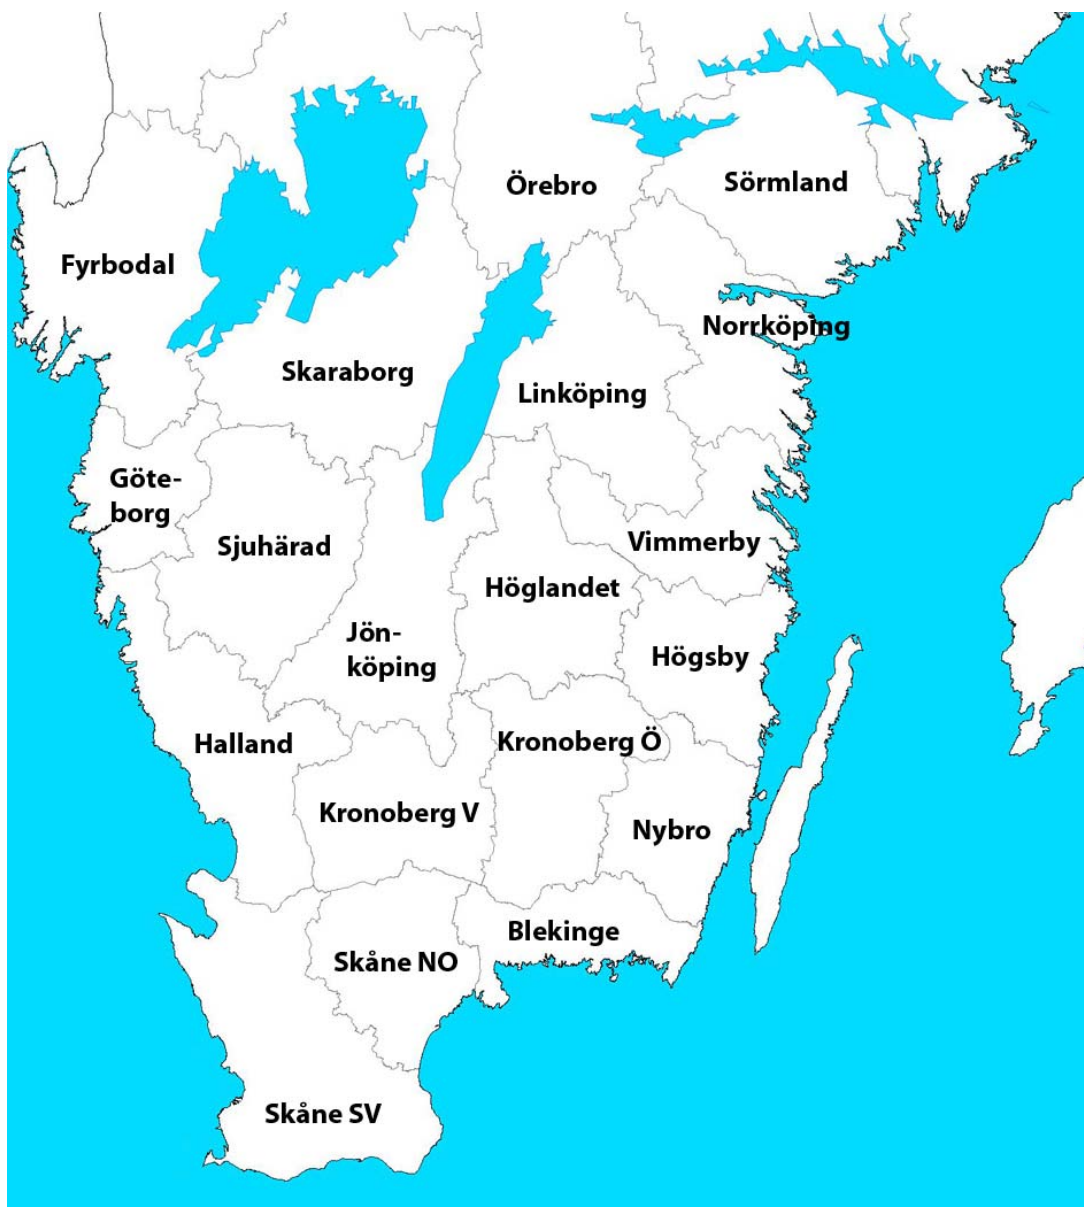 Örebro
Sörmland
Fyrbodal
Norrköping
Skaraborg
Linköping
Göte-
borg
Sjuhärad
Vimmerby
Höglandet
Jön-
köping
Högsby
Halland
Kronoberg Ö
Kronoberg V
Nybro
Blekinge
Skåne NO
Skåne SV